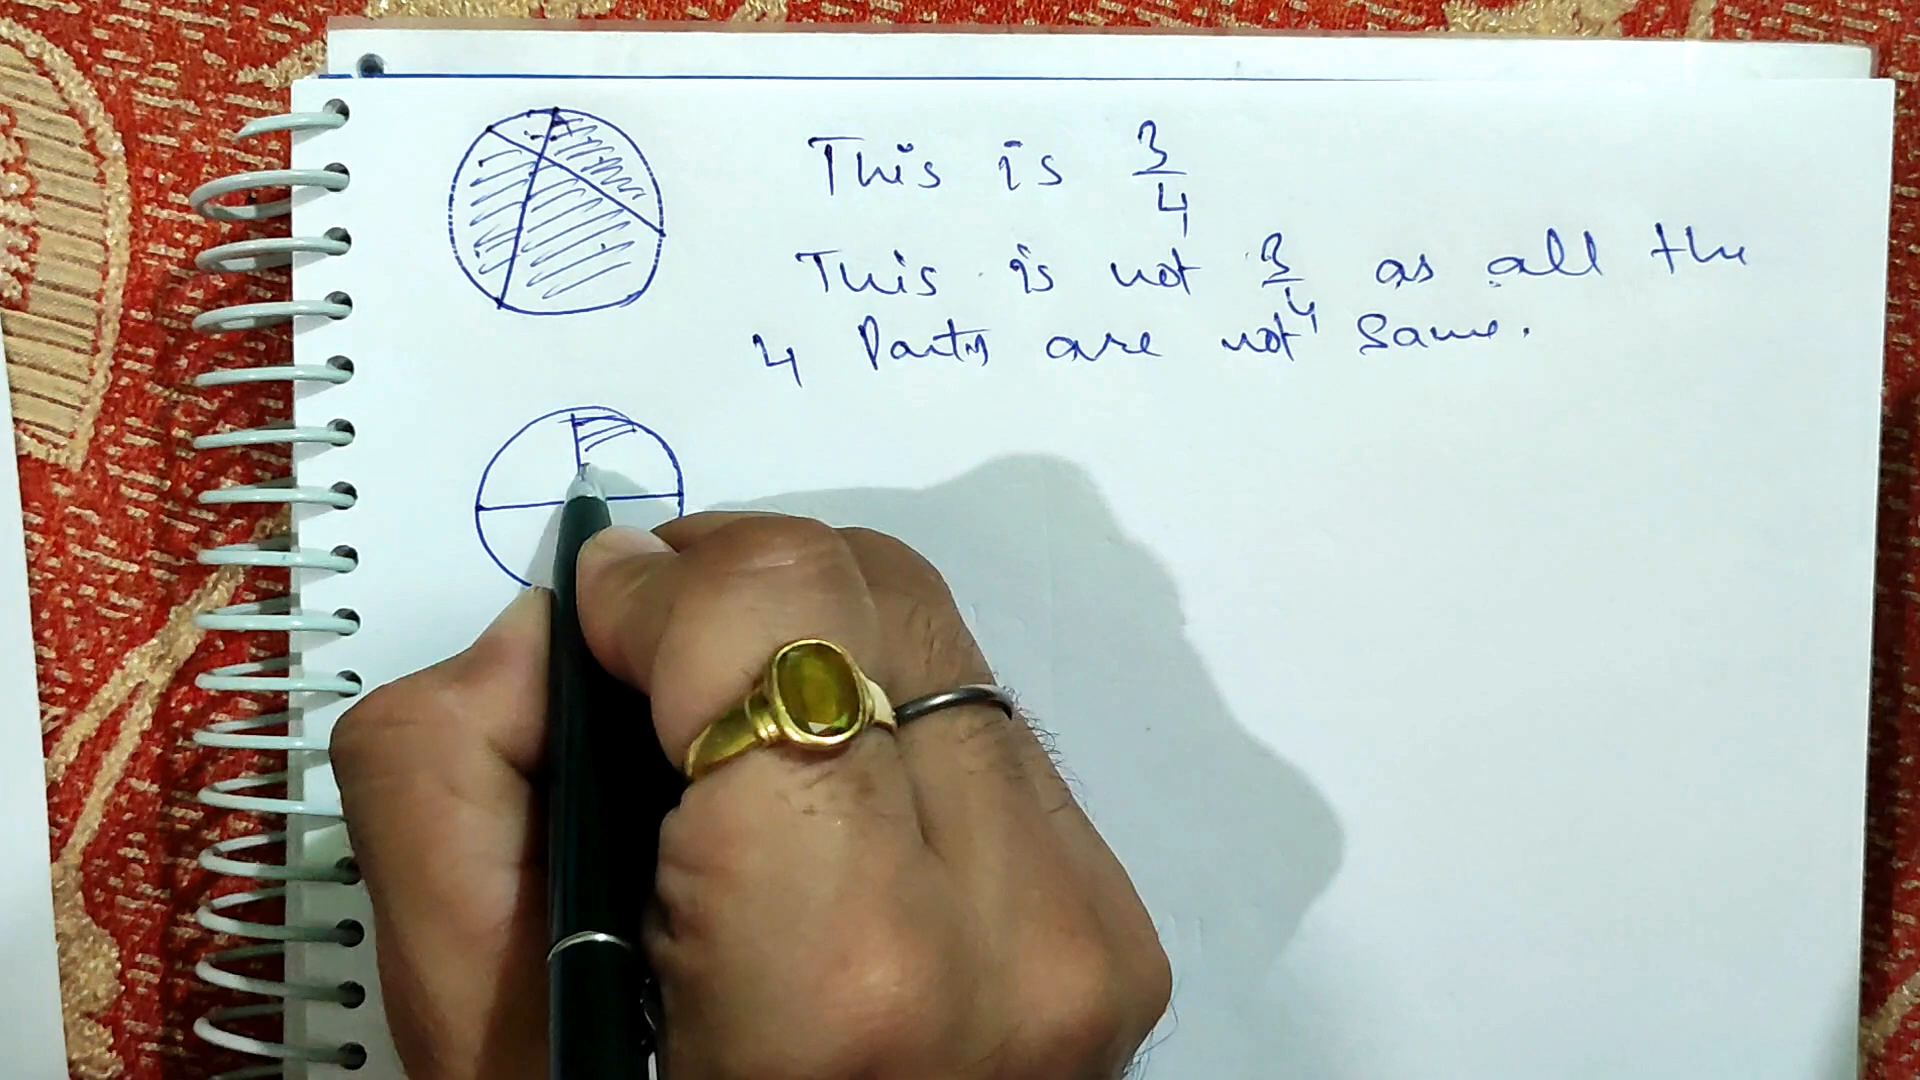 This is 3/4
This is not 3/4 as all the
4 Parts are not same.